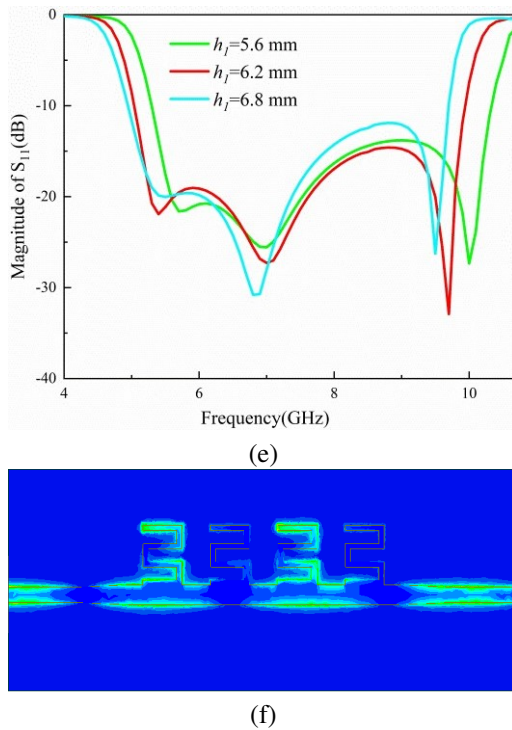 0
h1=5.6 mm
h1=6.2 mm
h1=6.8 mm
-10
-20
-30
-40
Magnitude of S11(dB)
4 6 8 10
Frequency(GHz)
(e)
(f)